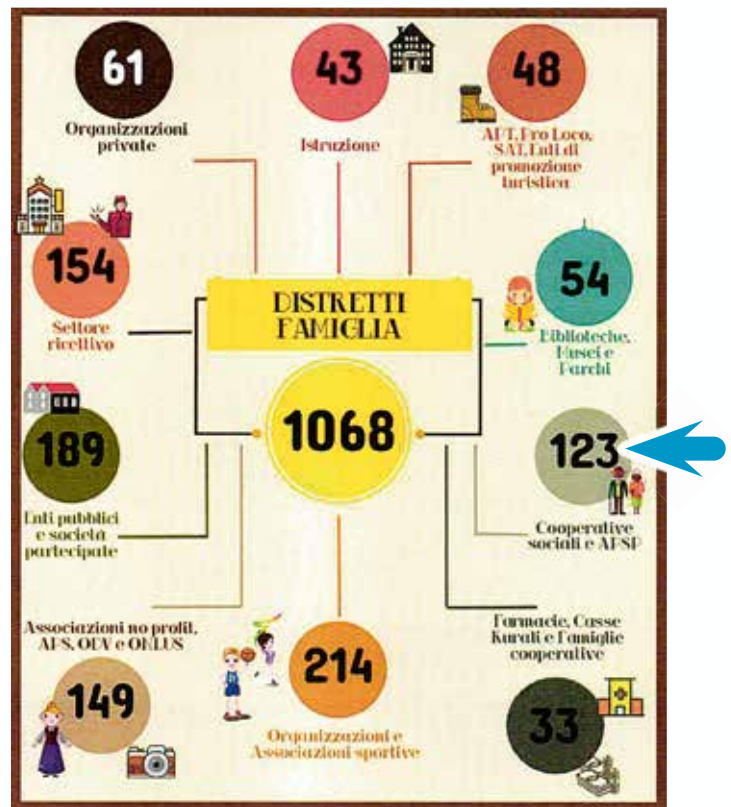 61
Organizzazioni
private
43
Istruzione
48
APT, Pro Loco,
SAT, Enti di
promozione
turistica
154
Settore
ricettivo
DISTRETTI
FAMIGLIA
1068
54
Biblioteche,
Musei e
Parchi
189
Enti pubblici
e società
partecipate
123
Cooperative
sociali e APSP
Associazioni no profit,
APS, ODV e ONLUS
149
214
Organizzazioni e
Associazioni sportive
Farmacie, Casse
Rurali e Famiglie
cooperative
33